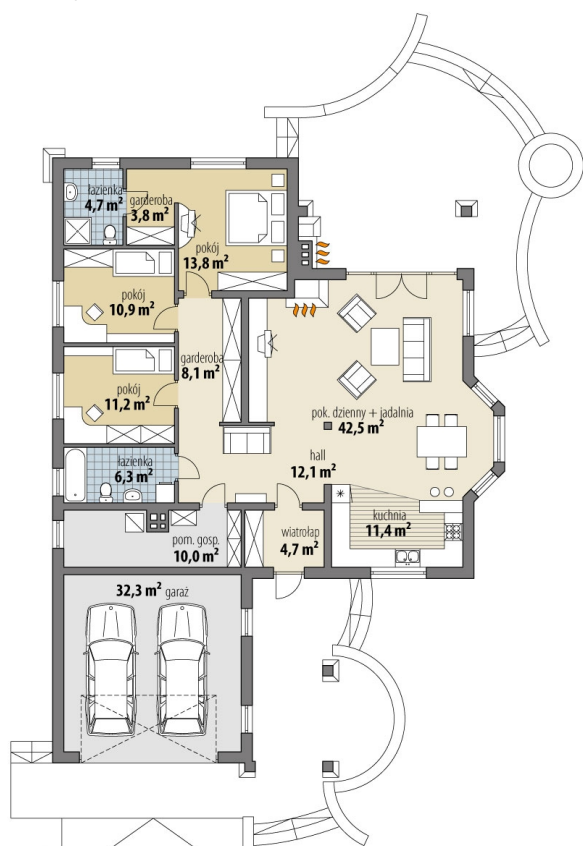 łazienka
4,7 m²
garderoba
3,8 m²
pokój
13,8 m²
pokój
10,9 m²
garderoba
8,1 m²
pokój
11,2 m²
pok. dzienny + jadalnia
42,5 m²
hall
12,1 m²
łazienka
6,3 m²
kuchnia
11,4 m²
pom. gosp.
10,0 m²
wiatrołap
4,7 m²
32,3 m² garaż